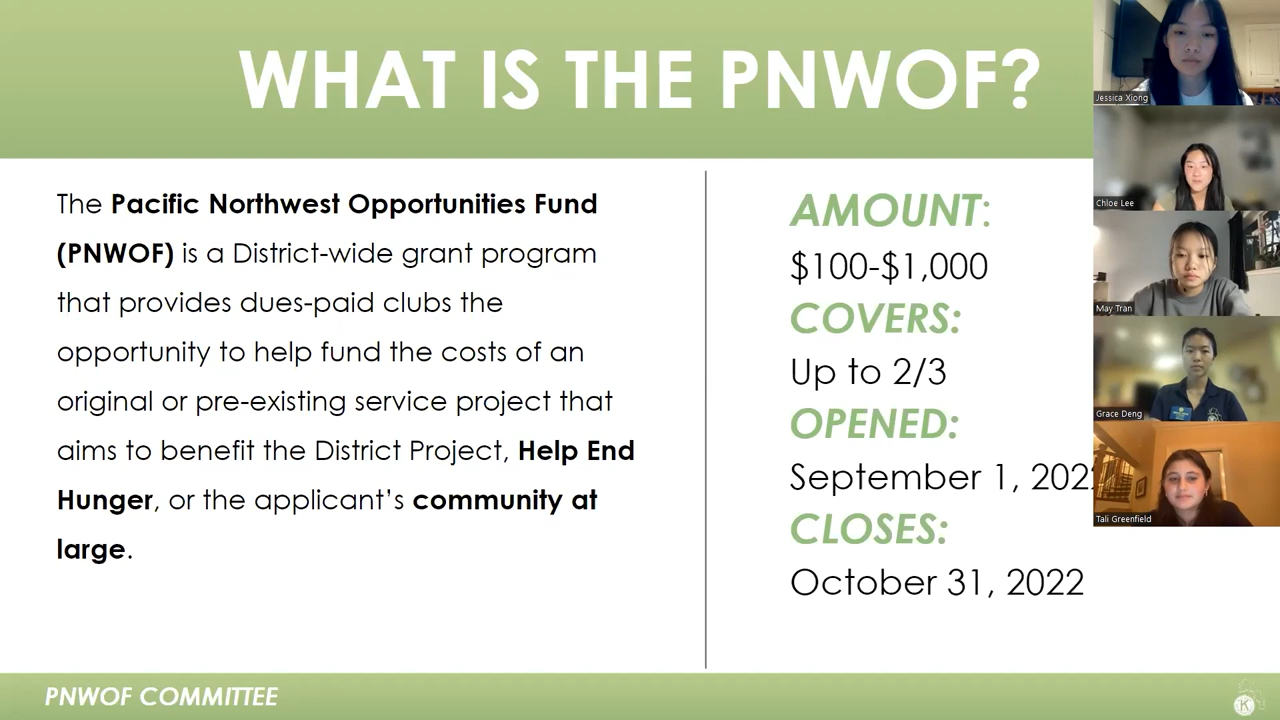 WHAT IS THE PNWOF?
The Pacific Northwest Opportunities Fund
(PNWOF) is a District-wide grant program
that provides dues-paid clubs the
opportunity to help fund the costs of an
original or pre-existing service project that
aims to benefit the District Project, Help End
Hunger, or the applicant’s community at
large.
AMOUNT:
$100-$1,000
COVERS:
Up to 2/3
OPENED:
September 1, 2022
CLOSES:
October 31, 2022
PNWOF COMMITTEE
K
Jessica Xiong
Chloe Lee
May Tran
Grace Deng
Tali Greenfield